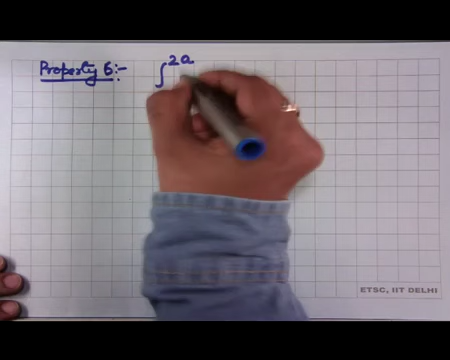 Property 6:- ∫^2a
ETSC, IIT DELHI